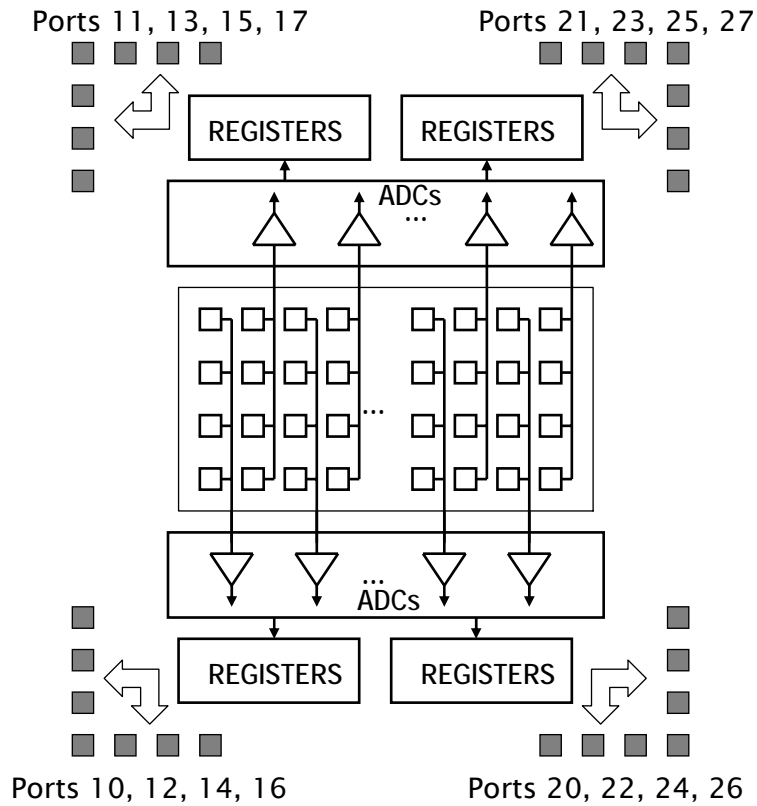 Ports 11, 13, 15, 17
Ports 21, 23, 25, 27
REGISTERS
REGISTERS
ADCs
...
...
...
ADCs
REGISTERS
REGISTERS
Ports 10, 12, 14, 16
Ports 20, 22, 24, 26